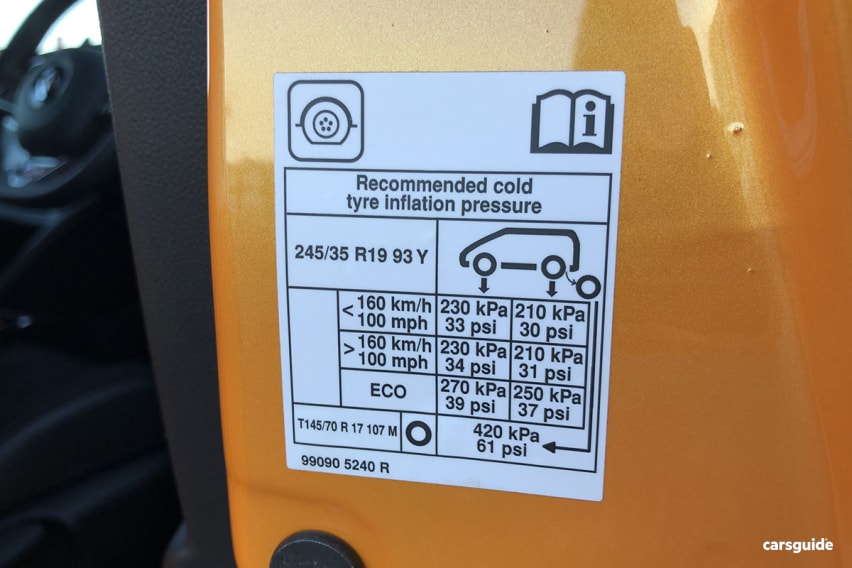 i
Recommended cold
tyre inflation pressure
245/35 R19 93 Y
< 160 km/h 230 kPa 210 kPa
100 mph 33 psi 30 psi
> 160 km/h 230 kPa 210 kPa
100 mph 34 psi 31 psi
ECO 270 kPa 250 kPa
39 psi 37 psi
T145/70 R 17 107 M 420 kPa
61 psi
99090 5240 R
carsguide